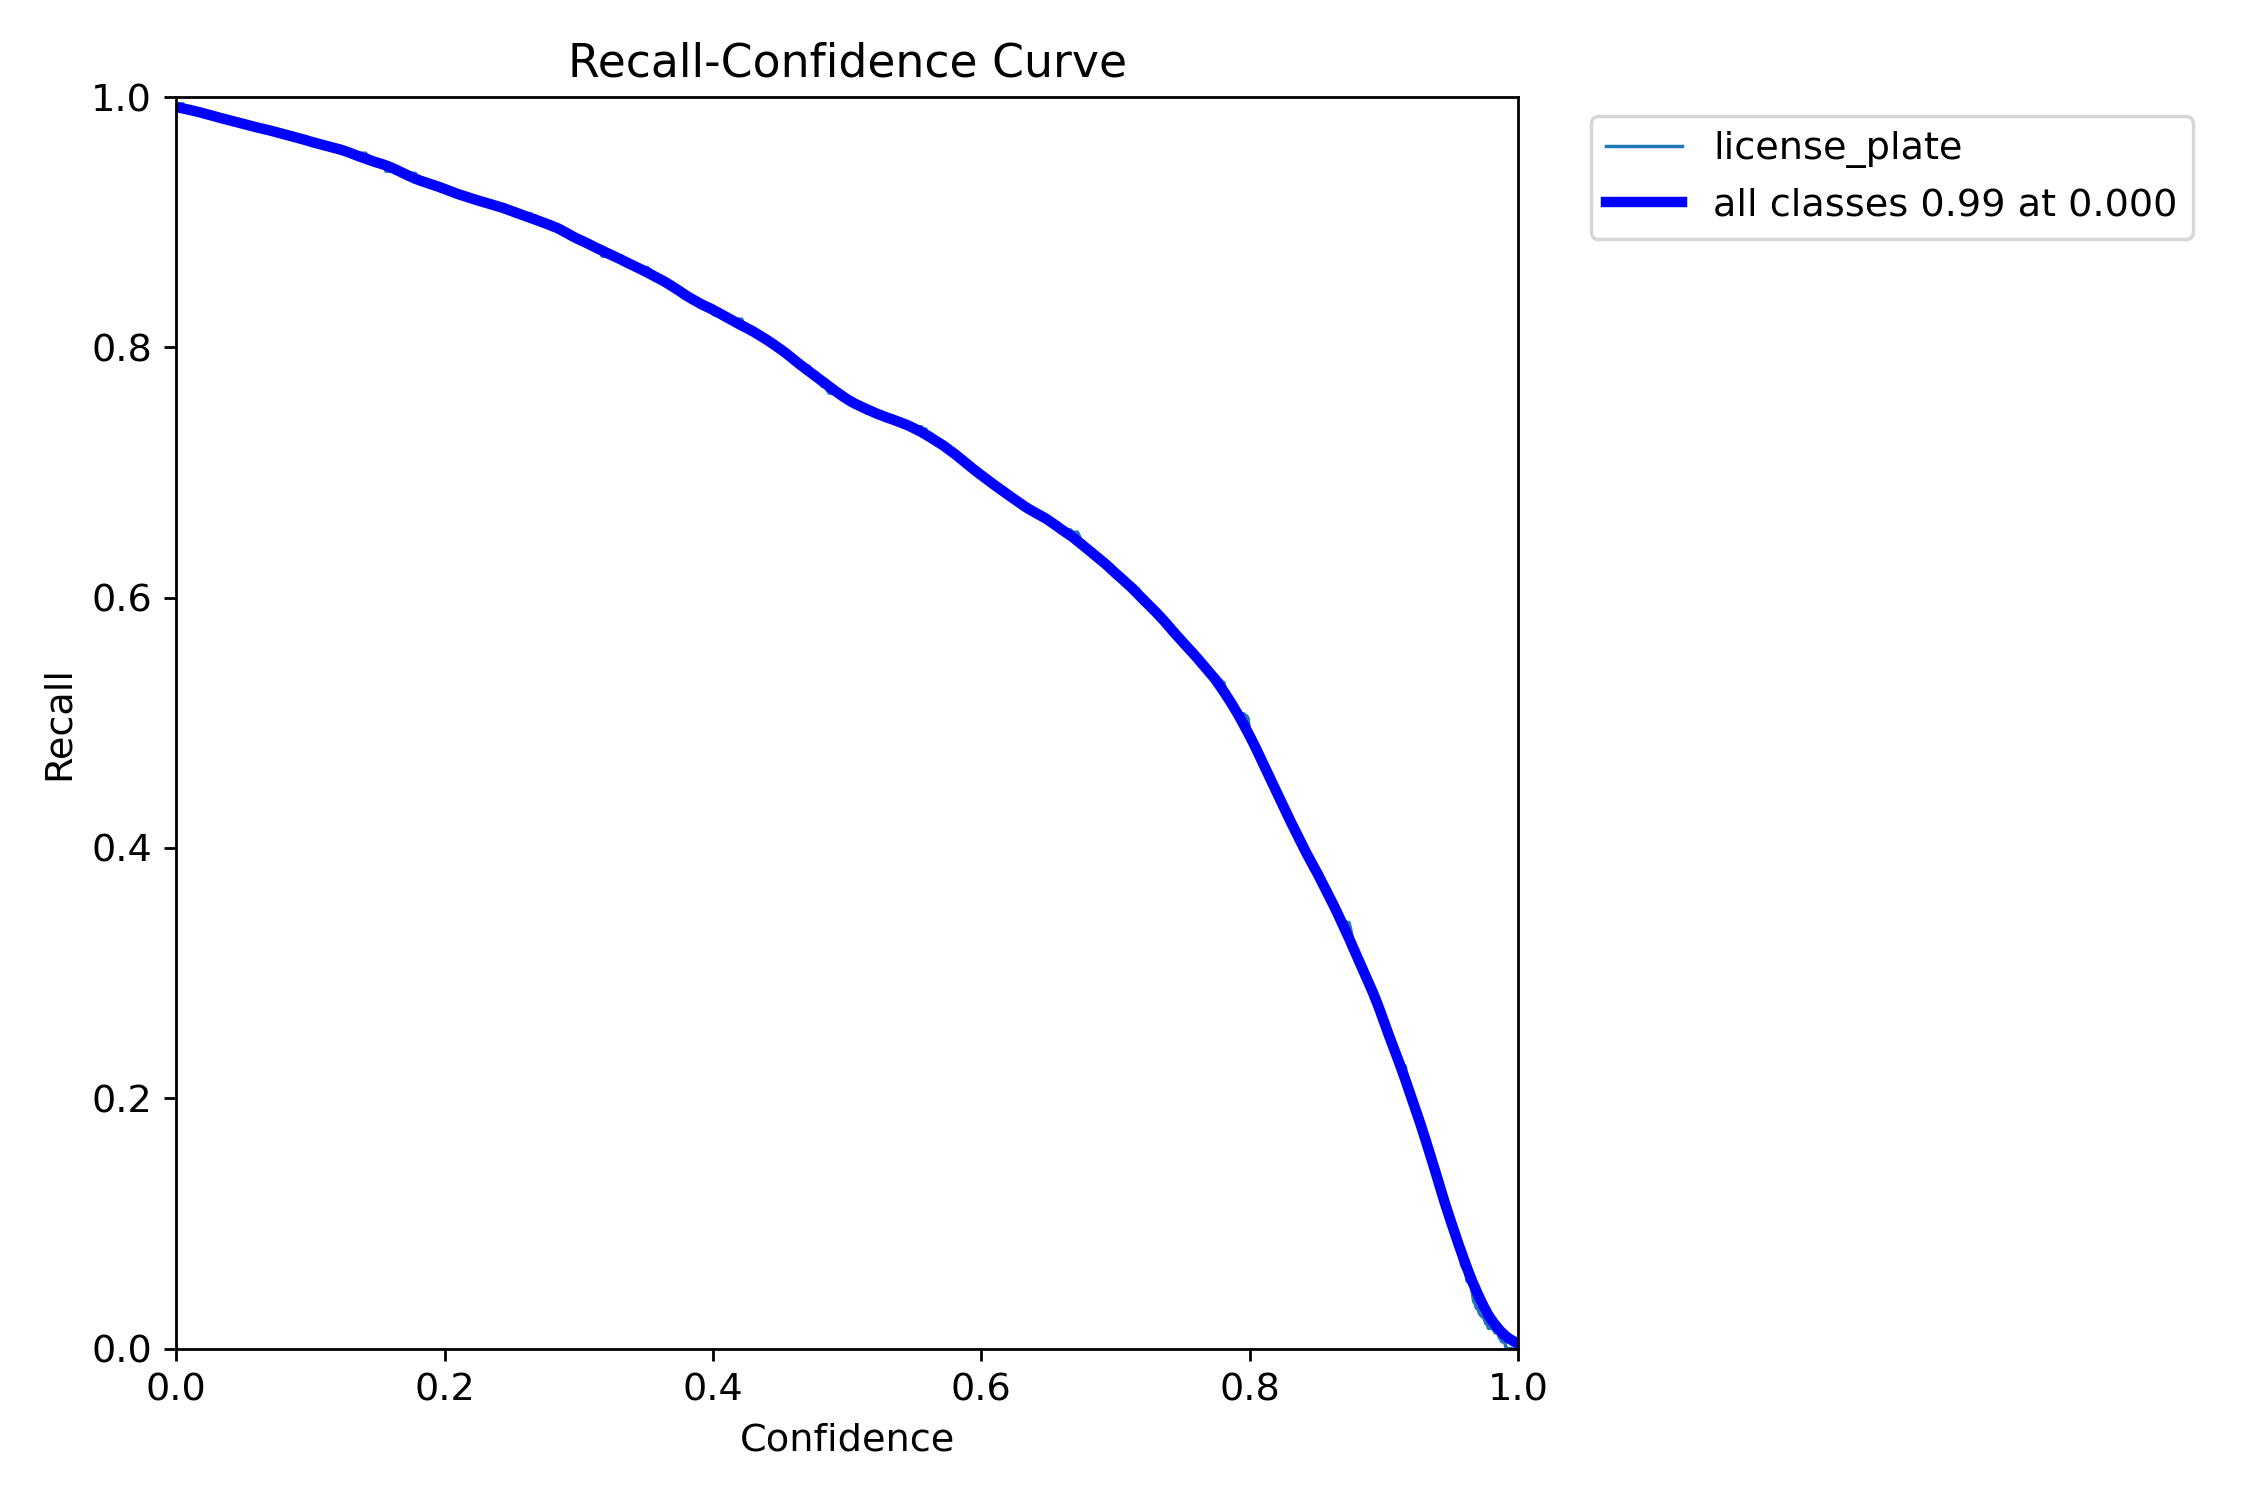 Recall-Confidence Curve
1.0
0.8
0.6
0.4
0.2
0.0
Recall
0.0 0.2 0.4 0.6 0.8 1.0
Confidence
license_plate
all classes 0.99 at 0.000